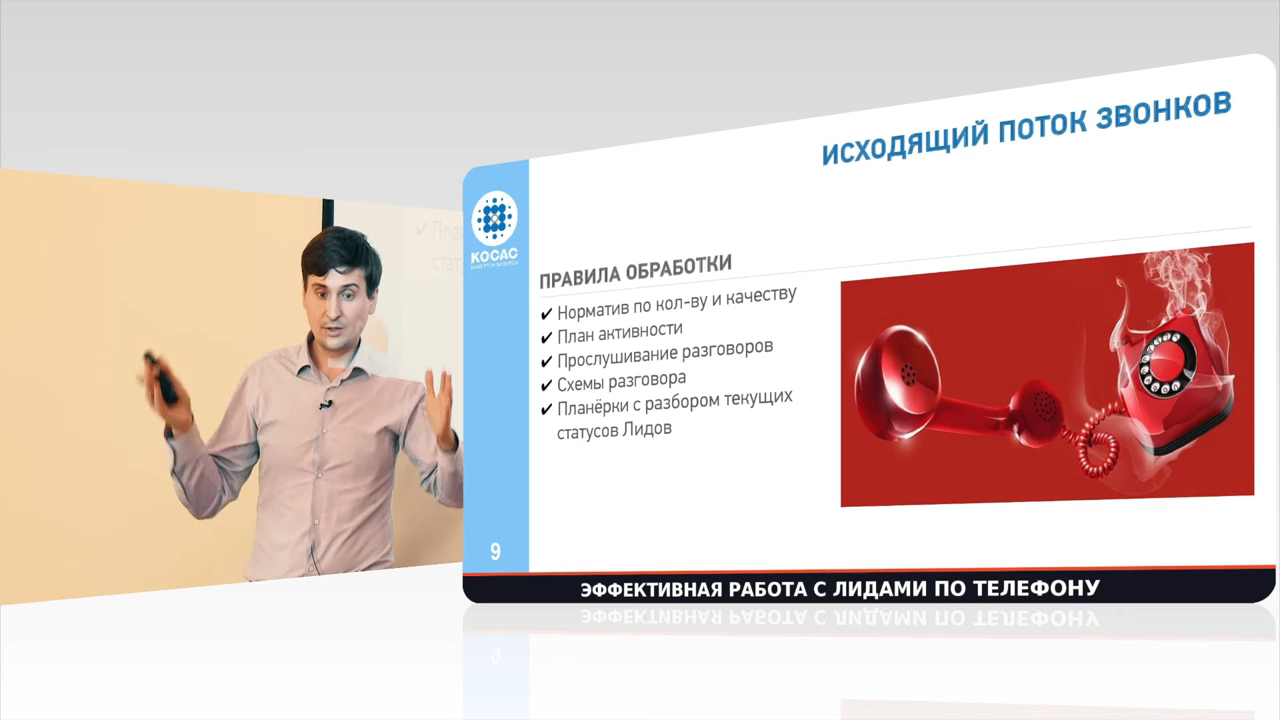 ИСХОДЯЩИЙ ПОТОК ЗВОНКОВ
КОСАС
ПРАВИЛА ОБРАБОТКИ
✔ Норматив по кол-ву и качеству
✔ План активности
✔ Прослушивание разговоров
✔ Схемы разговора
✔ Планёрки с разбором текущих
статусов Лидов
9
ЭФФЕКТИВНАЯ РАБОТА С ЛИДАМИ ПО ТЕЛЕФОНУ